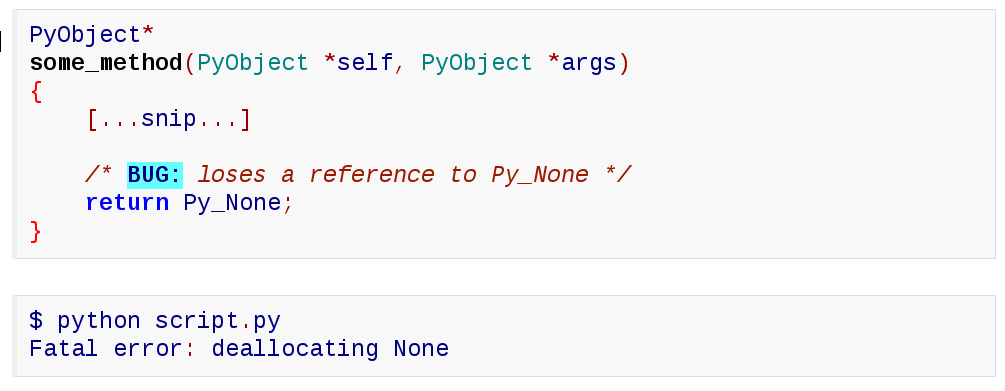 PyObject*
some_method(PyObject *self, PyObject *args)
{
    [...snip...]
    /* BUG: loses a reference to Py_None */
    return Py_None;
}
$ python script.py
Fatal error: deallocating None